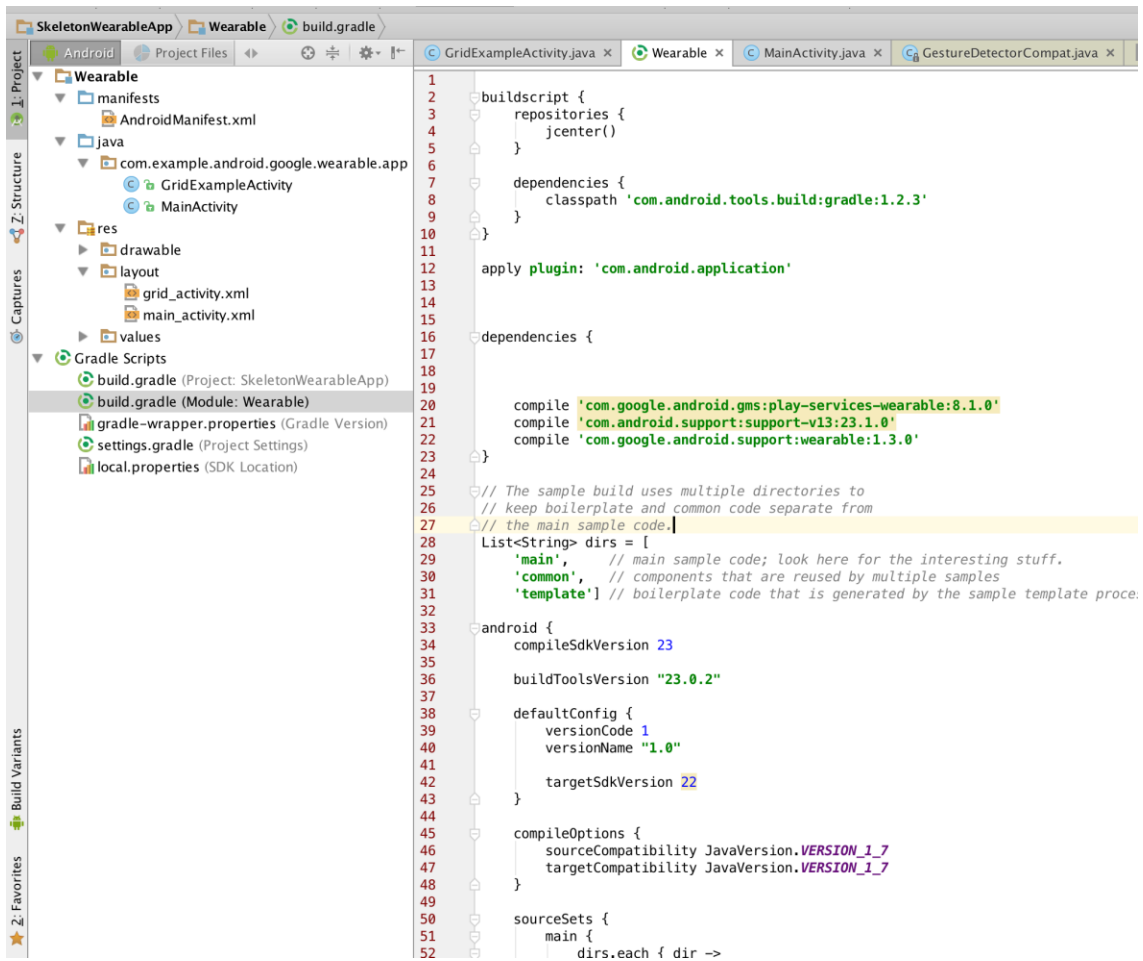 SkeletonWearableApp Wearable build.gradle
Android Project Files
GridExampleActivity.java × Wearable × MainActivity.java × GestureDetectorCompat.java ×
1: Project
Z: Structure
Captures
Build Variants
2: Favorites
Wearable
manifests
AndroidManifest.xml
java
com.example.android.google.wearable.app
GridExampleActivity
MainActivity
res
drawable
layout
grid_activity.xml
main_activity.xml
values
Gradle Scripts
build.gradle (Project: SkeletonWearableApp)
build.gradle (Module: Wearable)
gradle-wrapper.properties (Gradle Version)
settings.gradle (Project Settings)
local.properties (SDK Location)
1
2 buildscript {
3 repositories {
4 jcenter()
5 }
6
7 dependencies {
8 classpath 'com.android.tools.build:gradle:1.2.3'
9 }
10 }
11
12 apply plugin: 'com.android.application'
13
14
15
16 dependencies {
17
18
19
20 compile 'com.google.android.gms:play-services-wearable:8.1.0'
21 compile 'com.android.support:support-v13:23.1.0'
22 compile 'com.google.android.support:wearable:1.3.0'
23 }
24
25 // The sample build uses multiple directories to
26 // keep boilerplate and common code separate from
27 // the main sample code.
28 List<String> dirs = [
29 'main', // main sample code; look here for the interesting stuff.
30 'common', // components that are reused by multiple samples
31 'template'] // boilerplate code that is generated by the sample template proces
32
33 android {
34 compileSdkVersion 23
35
36 buildToolsVersion "23.0.2"
37
38 defaultConfig {
39 versionCode 1
40 versionName "1.0"
41
42 targetSdkVersion 22
43 }
44
45 compileOptions {
46 sourceCompatibility JavaVersion.VERSION_1_7
47 targetCompatibility JavaVersion.VERSION_1_7
48 }
49
50 sourceSets {
51 main {
52 dirs.each { dir ->